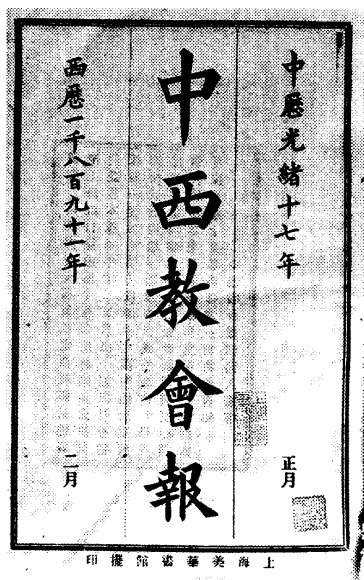 中歷光緒十七年 正月
中西教會報
西歷一千八百九十一年 二月
上海美華書館擺印